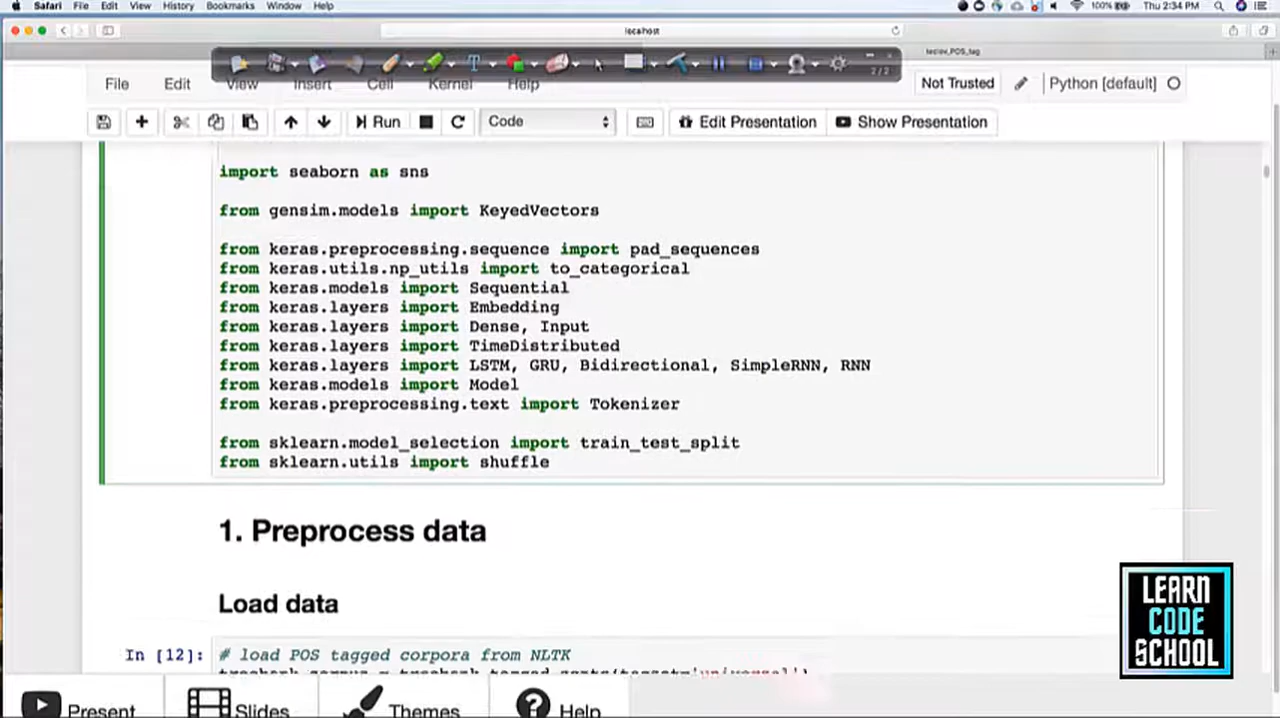 Safari File Edit View History Bookmarks Window Help 100% Thu 2:34 PM
localhost
teclov_POS_tag
2/2
File Edit View Insert Cell Kernel Help Not Trusted Python [default]
Run Code Edit Presentation Show Presentation
import seaborn as sns
from gensim.models import KeyedVectors
from keras.preprocessing.sequence import pad_sequences
from keras.utils.np_utils import to_categorical
from keras.models import Sequential
from keras.layers import Embedding
from keras.layers import Dense, Input
from keras.layers import TimeDistributed
from keras.layers import LSTM, GRU, Bidirectional, SimpleRNN, RNN
from keras.models import Model
from keras.preprocessing.text import Tokenizer
from sklearn.model_selection import train_test_split
from sklearn.utils import shuffle
1. Preprocess data
Load data
In [12]: # load POS tagged corpora from NLTK
LEARN
CODE
SCHOOL
Present Slides Themes Help